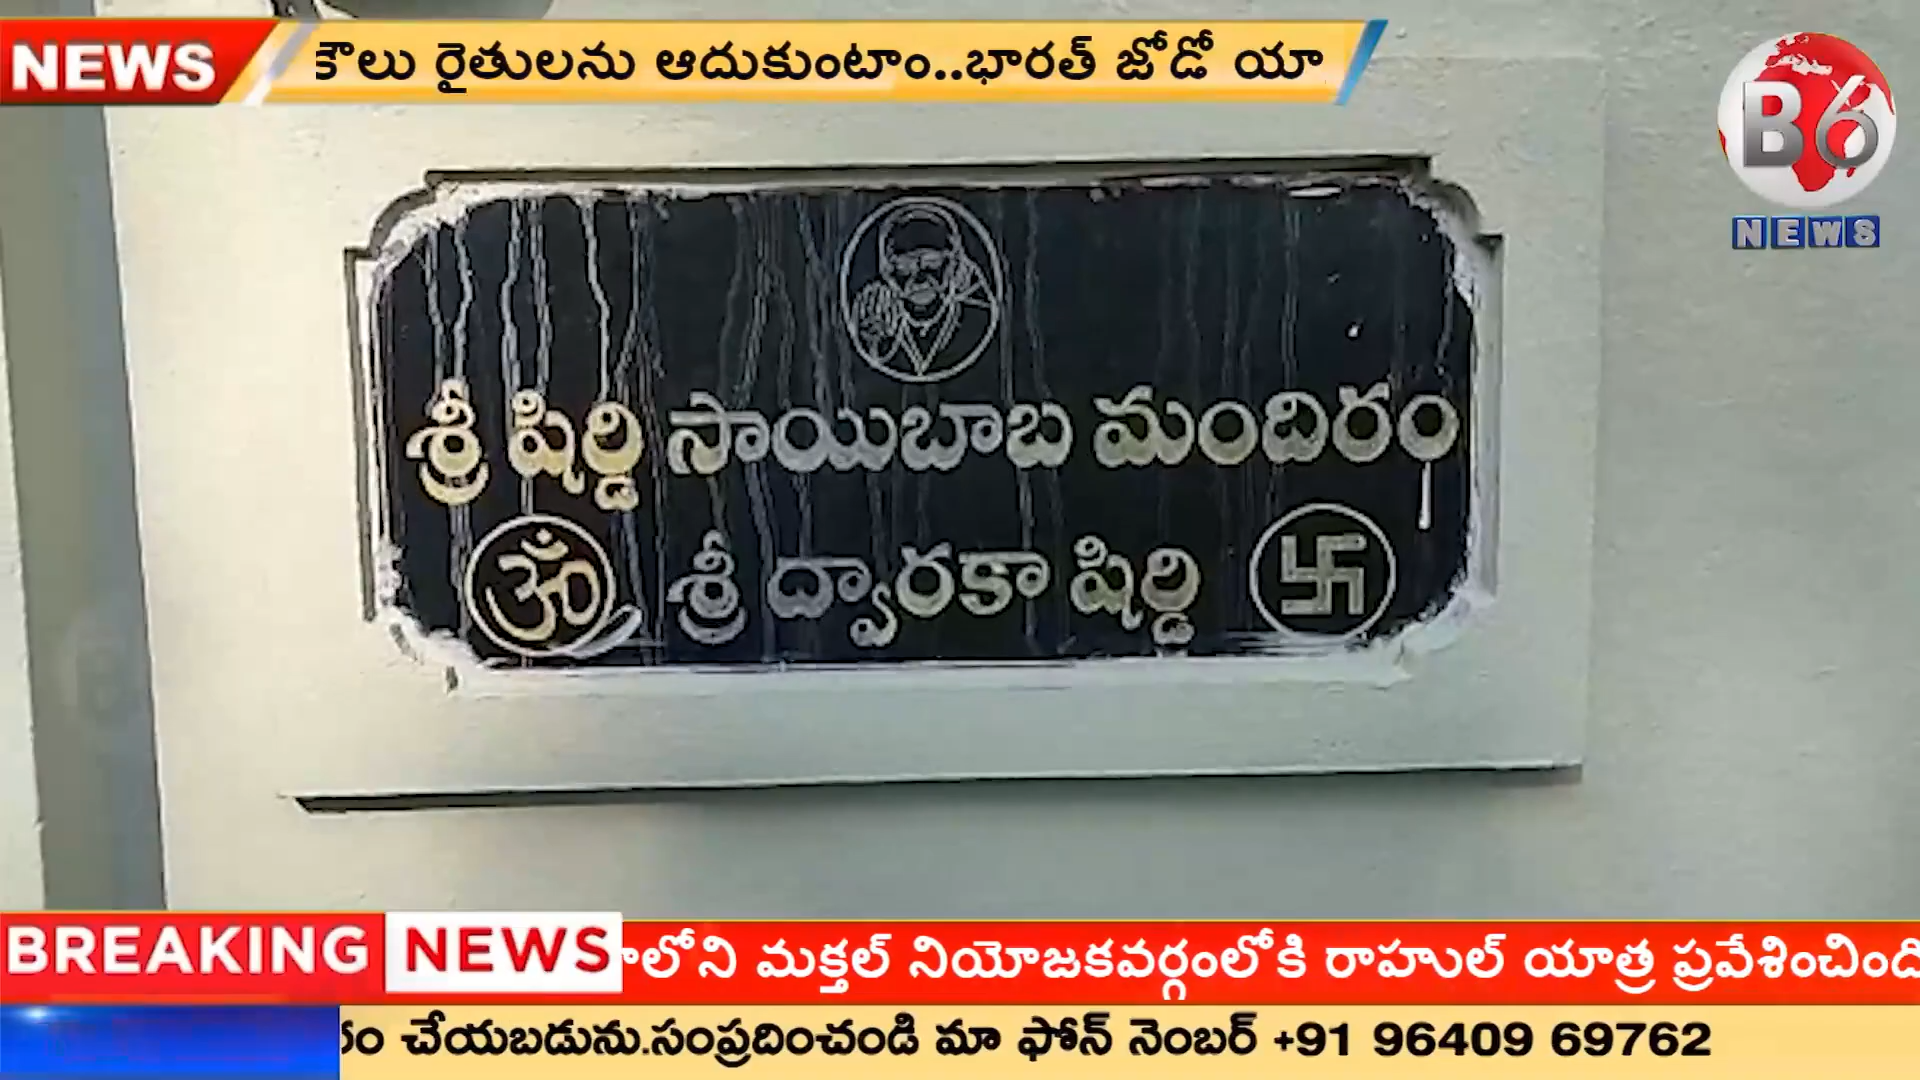 NEWS కౌలు రైతులను ఆదుకుంటాం..భారత్ జోడో యా
B6
NEWS
శ్రీ షిర్డి సాయిబాబ మందిరం
ॐ శ్రీ ద్వారకా షిర్డి
BREAKING NEWS లోని మక్తల్ నియోజకవర్గంలోకి రాహుల్ యాత్ర ప్రవేశించింది
చేయబడును.సంప్రదించండి మా ఫోన్ నెంబర్ +91 96409 69762